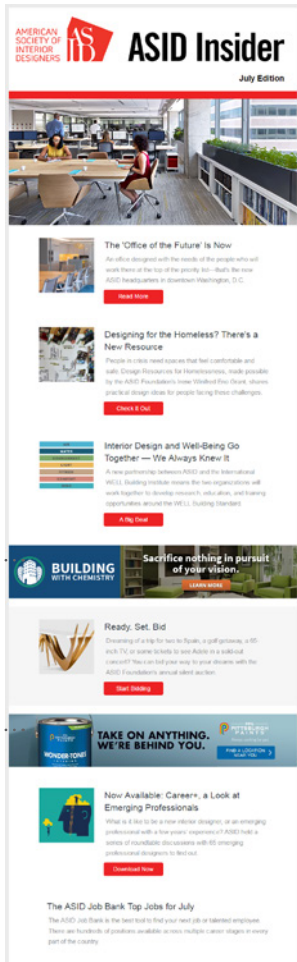 AMERICAN
SOCIETY OF
INTERIOR
DESIGNERS
AS
ID
ASID Insider
July Edition
The 'Office of the Future' Is Now
An office designed with the needs of the people who will
work there at the top of the priority list—that's the new
ASID headquarters in downtown Washington, D.C.
Read More
Designing for the Homeless? There's a
New Resource
People in crisis need spaces that feel comfortable and
safe. Design Resources for Homelessness, made possible
by the ASID Foundation's Irene Winifred Eno Grant, shares
practical design ideas for people facing these challenges.
Check It Out
Interior Design and Well-Being Go
Together — We Always Knew It
A new partnership between ASID and the International
WELL Building Institute means the two organizations will
work together to develop research, education, and training
opportunities around the WELL Building Standard.
A Big Deal
BUILDING
WITH CHEMISTRY
Sacrifice nothing in pursuit
of your vision.
LEARN MORE
Ready, Set, Bid
Dreaming of a trip for two to Spain, a golf getaway, a 65-
inch TV, or some tickets to see Adele in a sold-out
concert? You can bid your way to your dreams with the
ASID Foundation's annual silent auction.
Start Bidding
WONDER-TONES
TAKE ON ANYTHING.
WE'RE BEHIND YOU.
PITTSBURGH
PAINTS
FIND A LOCATION
NEAR YOU
Now Available: Career+, a Look at
Emerging Professionals
What is it like to be a new interior designer, or an emerging
professional with a few years' experience? ASID held a
series of roundtable discussions with 65 emerging
professional designers to find out.
Download Now
The ASID Job Bank Top Jobs for July
The ASID Job Bank is the best tool to find your next job or talented employee.
There are hundreds of positions available across multiple career stages in every
part of the country.